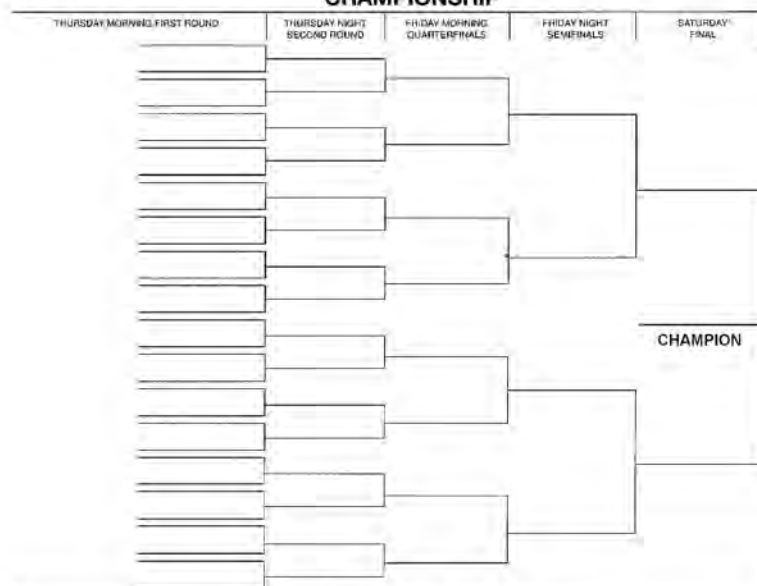 CHAMPIONSHIP
THURSDAY MORNING FIRST ROUND
THURSDAY NIGHT
SECOND ROUND
FRIDAY MORNING
QUARTERFINALS
FRIDAY NIGHT
SEMIFINALS
SATURDAY
FINAL
CHAMPION